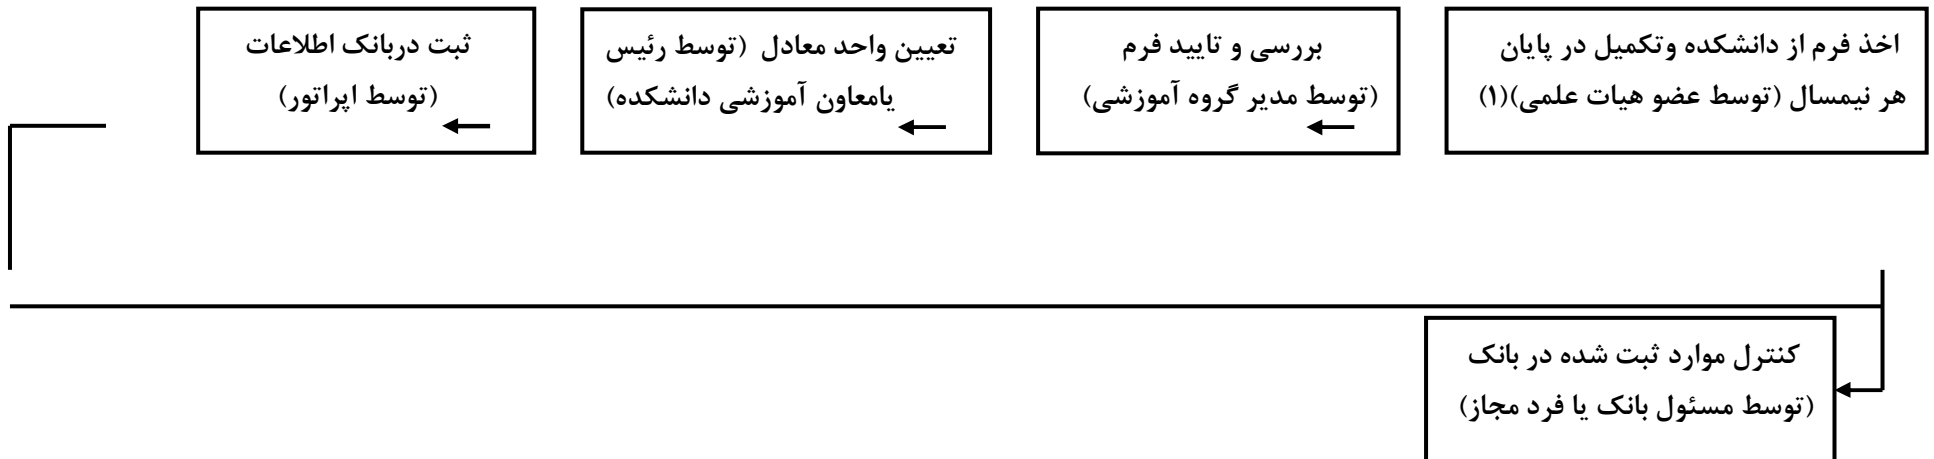 اخذ فرم از دانشکده وتکمیل در پایان
هر نیمسال (توسط عضو هیات علمی)(۱)
بررسی و تایید فرم
(توسط مدیر گروه آموزشی)
تعیین واحد معادل (توسط رئیس
یامعاون آموزشی دانشکده)
ثبت دربانک اطلاعات
(توسط اپراتور)
کنترل موارد ثبت شده در بانک
(توسط مسئول بانک یا فرد مجاز)